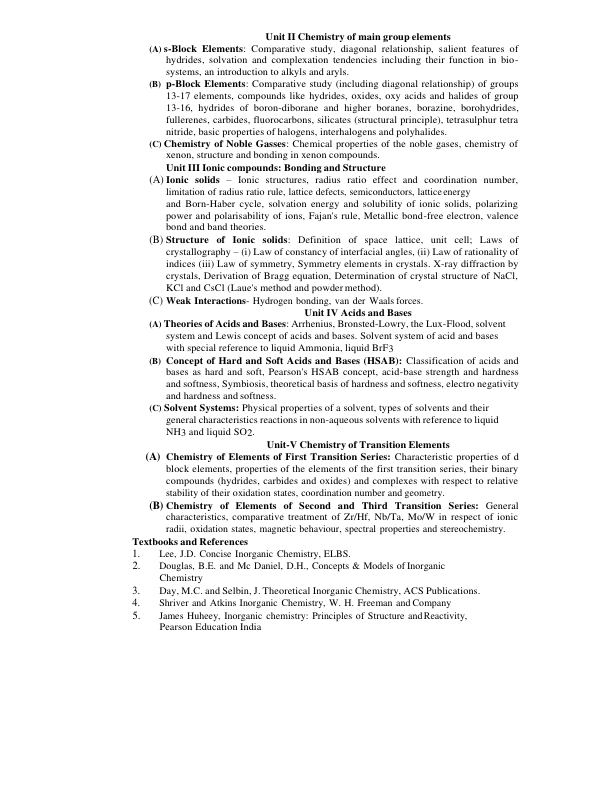 Unit II Chemistry of main group elements
(A) s-Block Elements: Comparative study, diagonal relationship, salient features of
hydrides, solvation and complexation tendencies including their function in bio-
systems, an introduction to alkyls and aryls.
(B) p-Block Elements: Comparative study (including diagonal relationship) of groups
13-17 elements, compounds like hydrides, oxides, oxy acids and halides of group
13-16, hydrides of boron-diborane and higher boranes, borazine, borohydrides,
fullerenes, carbides, fluorocarbons, silicates (structural principle), tetrasulphur tetra
nitride, basic properties of halogens, interhalogens and polyhalides.
(C) Chemistry of Noble Gasses: Chemical properties of the noble gases, chemistry of
xenon, structure and bonding in xenon compounds.
Unit III Ionic compounds: Bonding and Structure
(A) Ionic solids – Ionic structures, radius ratio effect and coordination number,
limitation of radius ratio rule, lattice defects, semiconductors, lattice energy
and Born-Haber cycle, solvation energy and solubility of ionic solids, polarizing
power and polarisability of ions, Fajan's rule, Metallic bond-free electron, valence
bond and band theories.
(B) Structure of Ionic solids: Definition of space lattice, unit cell; Laws of
crystallography – (i) Law of constancy of interfacial angles, (ii) Law of rationality of
indices (iii) Law of symmetry, Symmetry elements in crystals. X-ray diffraction by
crystals, Derivation of Bragg equation, Determination of crystal structure of NaCl,
KCl and CsCl (Laue's method and powder method).
(C) Weak Interactions- Hydrogen bonding, van der Waals forces.
Unit IV Acids and Bases
(A) Theories of Acids and Bases: Arrhenius, Bronsted-Lowry, the Lux-Flood, solvent
system and Lewis concept of acids and bases. Solvent system of acid and bases
with special reference to liquid Ammonia, liquid BrF3
(B) Concept of Hard and Soft Acids and Bases (HSAB): Classification of acids and
bases as hard and soft, Pearson's HSAB concept, acid-base strength and hardness
and softness, Symbiosis, theoretical basis of hardness and softness, electro negativity
and hardness and softness.
(C) Solvent Systems: Physical properties of a solvent, types of solvents and their
general characteristics reactions in non-aqueous solvents with reference to liquid
NH3 and liquid SO2.
Unit-V Chemistry of Transition Elements
(A) Chemistry of Elements of First Transition Series: Characteristic properties of d
block elements, properties of the elements of the first transition series, their binary
compounds (hydrides, carbides and oxides) and complexes with respect to relative
stability of their oxidation states, coordination number and geometry.
(B) Chemistry of Elements of Second and Third Transition Series: General
characteristics, comparative treatment of Zr/Hf, Nb/Ta, Mo/W in respect of ionic
radii, oxidation states, magnetic behaviour, spectral properties and stereochemistry.
Textbooks and References
1. Lee, J.D. Concise Inorganic Chemistry, ELBS.
2. Douglas, B.E. and Mc Daniel, D.H., Concepts & Models of Inorganic
Chemistry
3. Day, M.C. and Selbin, J. Theoretical Inorganic Chemistry, ACS Publications.
4. Shriver and Atkins Inorganic Chemistry, W. H. Freeman and Company
5. James Huheey, Inorganic chemistry: Principles of Structure and Reactivity,
Pearson Education India